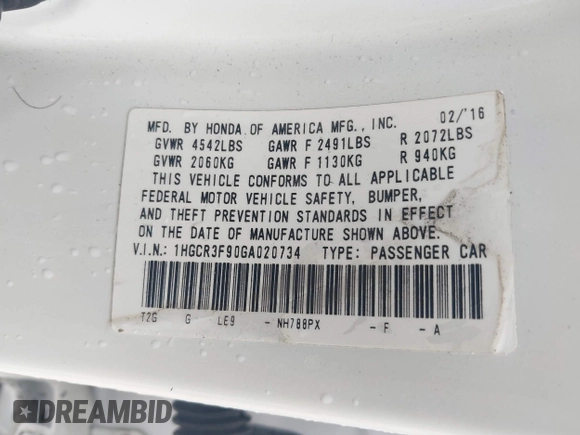 MFD. BY HONDA OF AMERICA MFG., INC. 02/'16
GVWR 4542LBS GAWR F 2491LBS R 2072LBS
GVWR 2060KG GAWR F 1130KG R 940KG
THIS VEHICLE CONFORMS TO ALL APPLICABLE
FEDERAL MOTOR VEHICLE SAFETY, BUMPER,
AND THEFT PREVENTION STANDARDS IN EFFECT
ON THE DATE OF MANUFACTURE SHOWN ABOVE.
V.I.N.: 1HGCR3F90GA020734 TYPE: PASSENGER CAR
T2G G LE9 - NH788PX - F - A
DREAMBID